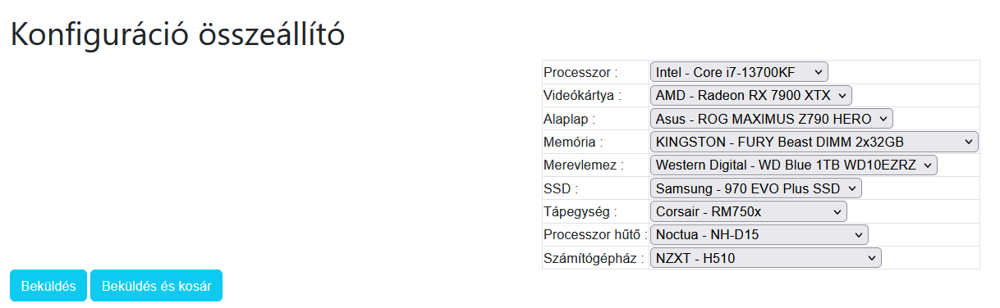 Konfiguráció összeállító
Processzor : Intel - Core i7-13700KF
Videókártya : AMD - Radeon RX 7900 XTX
Alaplap : Asus - ROG MAXIMUS Z790 HERO
Memória : KINGSTON - FURY Beast DIMM 2x32GB
Merevlemez : Western Digital - WD Blue 1TB WD10EZRZ
SSD : Samsung - 970 EVO Plus SSD
Tápegység : Corsair - RM750x
Processzor hűtő : Noctua - NH-D15
Számítógépház : NZXT - H510
Beküldés Beküldés és kosár